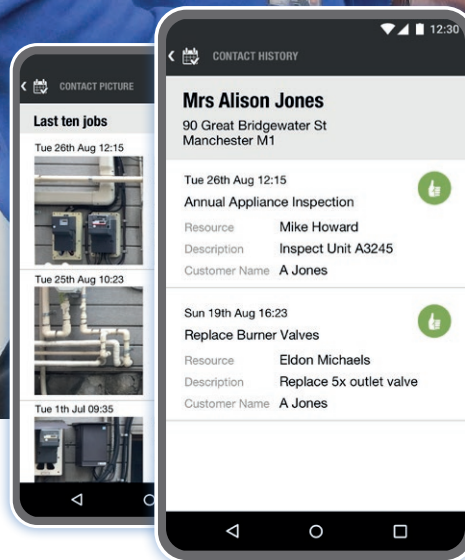 CONTACT PICTURE
Last ten jobs
Tue 26th Aug 12:15
Tue 25th Aug 10:23
Tue 1th Jul 09:35
12:30
CONTACT HISTORY
Mrs Alison Jones
90 Great Bridgewater St
Manchester M1
Tue 26th Aug 12:15
Annual Appliance Inspection
Resource Mike Howard
Description Inspect Unit A3245
Customer Name A Jones
Sun 19th Aug 16:23
Replace Burner Valves
Resource Eldon Michaels
Description Replace 5x outlet valve
Customer Name A Jones